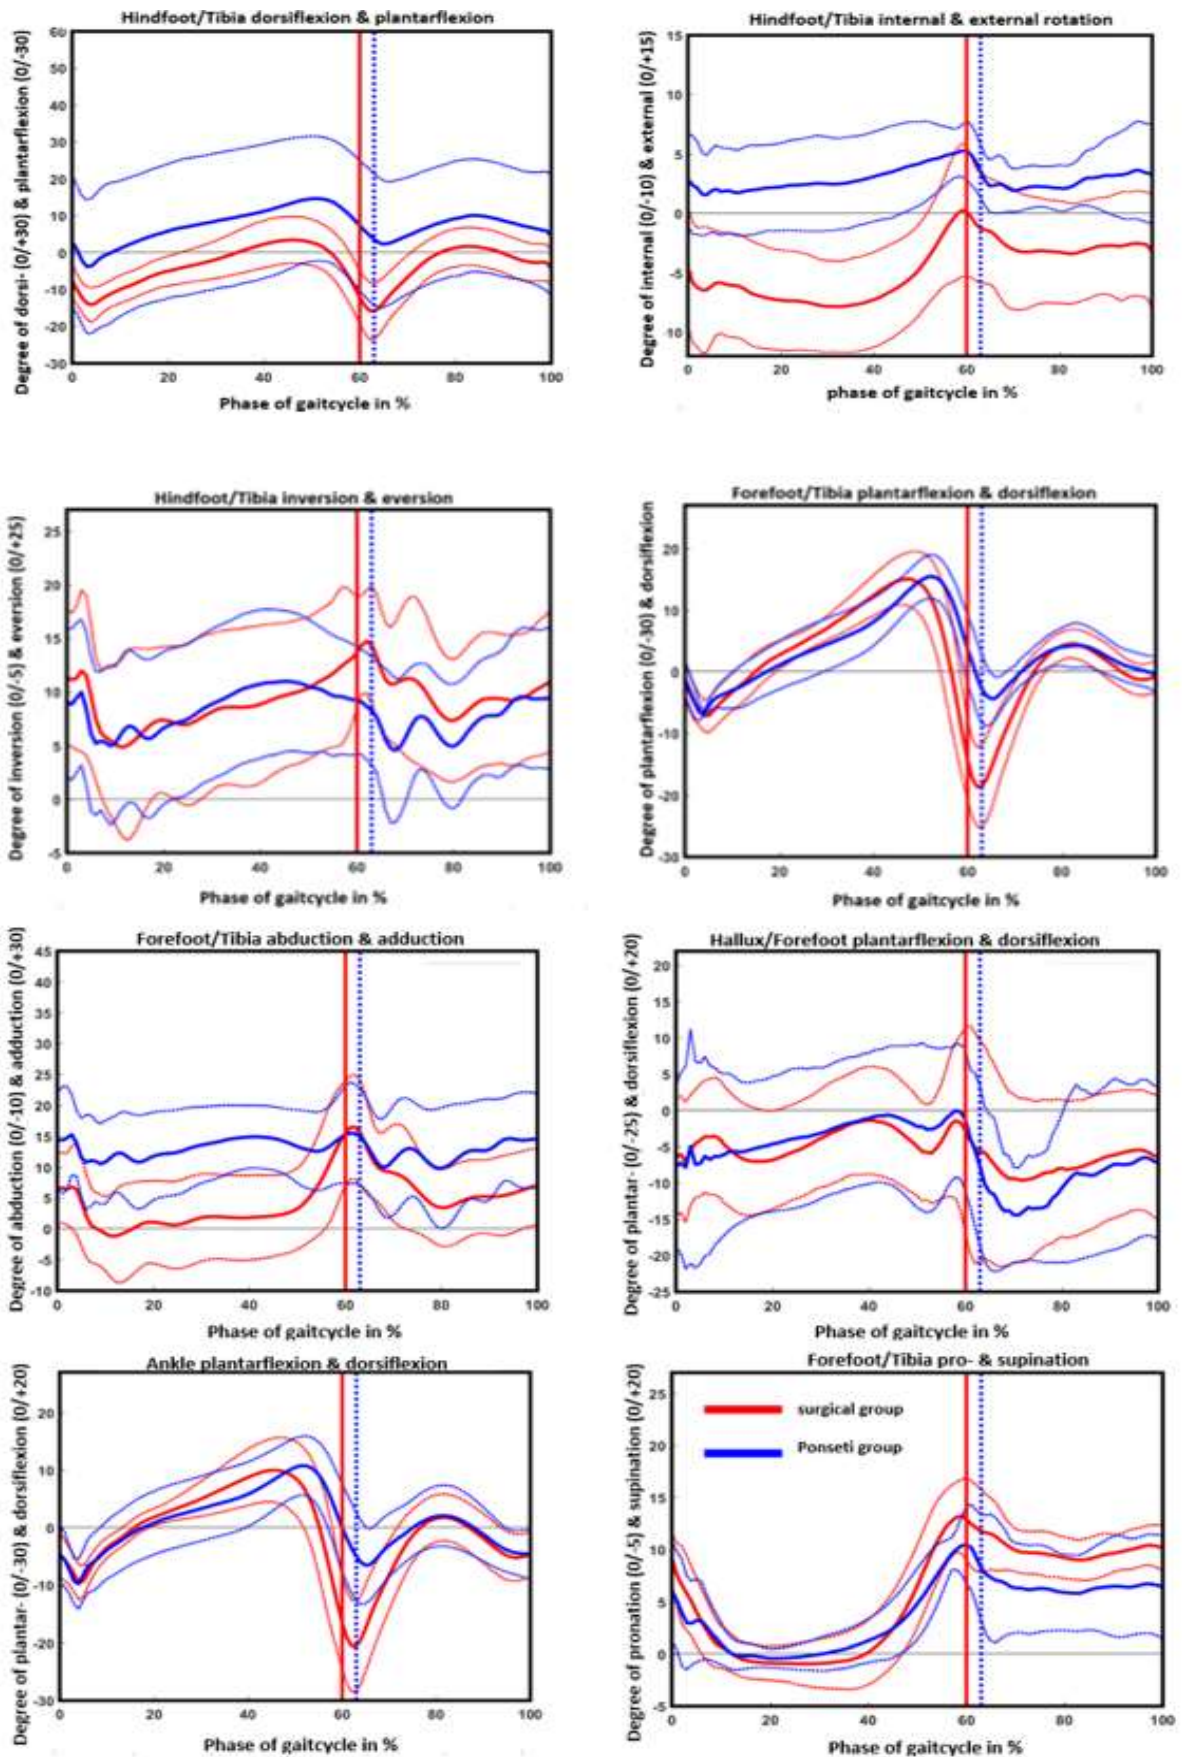 Hindfoot/Tibia dorsiflexion & plantarflexion
Degree of dorsi- (0/+30) & plantarflexion (0/-30)
60
50
40
30
20
10
0
-10
-20
-30
0 20 40 60 80 100
Phase of gaitcycle in %
Hindfoot/Tibia internal & external rotation
Degree of internal (0/-10) & external (0/+15)
15
10
5
0
-5
-10
0 20 40 60 80 100
phase of gaitcycle in %
Hindfoot/Tibia inversion & eversion
Degree of inversion (0/-5) & eversion (0/+25)
25
20
15
10
5
0
-5
0 20 40 60 80 100
Phase of gaitcycle in %
Forefoot/Tibia plantarflexion & dorsiflexion
Degree of plantarflexion (0/-30) & dorsiflexion
20
10
0
-10
-20
-30
0 20 40 60 80 100
Phase of gaitcycle in %
Forefoot/Tibia abduction & adduction
Degree of abduction (0/-10) & adduction (0/+30)
45
40
35
30
25
20
15
10
5
0
-5
-10
0 20 40 60 80 100
Phase of gaitcycle in %
Hallux/Forefoot plantarflexion & dorsiflexion
Degree of plantar- (0/-25) & dorsiflexion (0/+20)
20
15
10
5
0
-5
-10
-15
-20
-25
0 20 40 60 80 100
Phase of gaitcycle in %
Ankle plantarflexion & dorsiflexion
Degree of plantar- (0/-30) & dorsiflexion (0/+20)
20
10
0
-10
-20
-30
0 20 40 60 80 100
Phase of gaitcycle in %
Forefoot/Tibia pro- & supination
Degree of pronation (0/-5) & supination (0/+20)
25
20
15
10
5
0
-5
surgical group
Ponseti group
0 20 40 60 80 100
Phase of gaitcycle in %